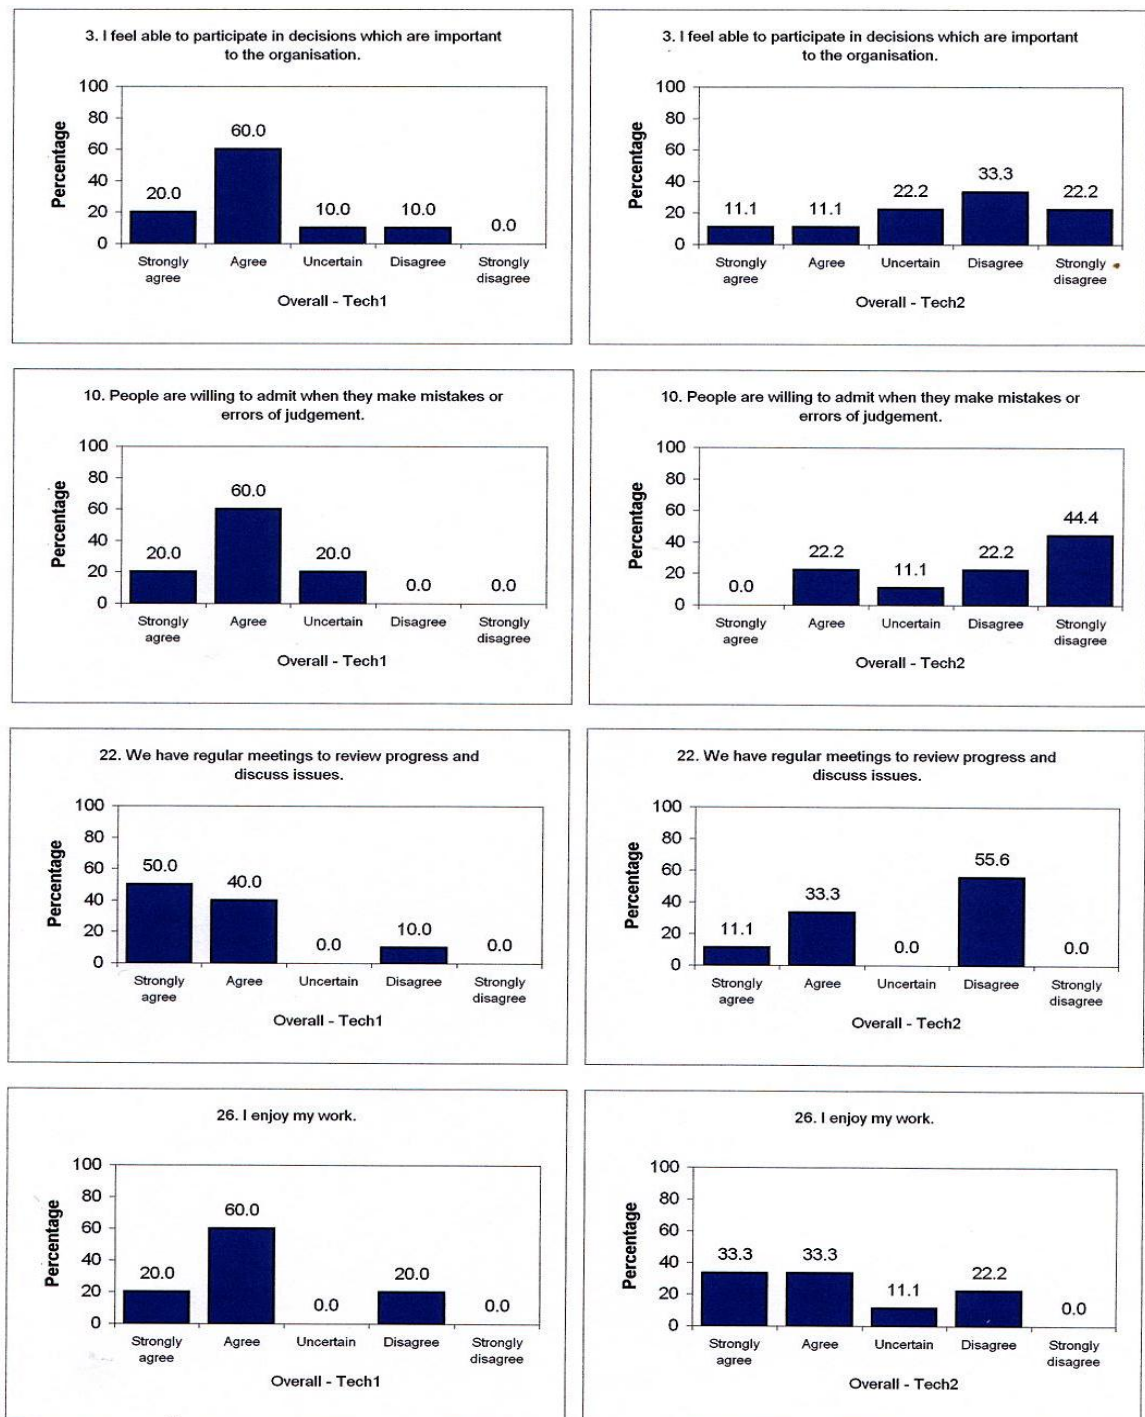 3. I feel able to participate in decisions which are important
to the organisation.
Percentage
100
80
60
40
20
0
20.0
60.0
10.0
10.0
0.0
Strongly agree
Agree
Uncertain
Disagree
Strongly disagree
Overall - Tech1
3. I feel able to participate in decisions which are important
to the organisation.
Percentage
100
80
60
40
20
0
11.1
11.1
22.2
33.3
22.2
Strongly agree
Agree
Uncertain
Disagree
Strongly disagree
Overall - Tech2
10. People are willing to admit when they make mistakes or
errors of judgement.
Percentage
100
80
60
40
20
0
20.0
60.0
20.0
0.0
0.0
Strongly agree
Agree
Uncertain
Disagree
Strongly disagree
Overall - Tech1
10. People are willing to admit when they make mistakes or
errors of judgement.
Percentage
100
80
60
40
20
0
0.0
22.2
11.1
22.2
44.4
Strongly agree
Agree
Uncertain
Disagree
Strongly disagree
Overall - Tech2
22. We have regular meetings to review progress and
discuss issues.
Percentage
100
80
60
40
20
0
50.0
40.0
0.0
10.0
0.0
Strongly agree
Agree
Uncertain
Disagree
Strongly disagree
Overall - Tech1
22. We have regular meetings to review progress and
discuss issues.
Percentage
100
80
60
40
20
0
11.1
33.3
0.0
55.6
0.0
Strongly agree
Agree
Uncertain
Disagree
Strongly disagree
Overall - Tech2
26. I enjoy my work.
Percentage
100
80
60
40
20
0
20.0
60.0
0.0
20.0
0.0
Strongly agree
Agree
Uncertain
Disagree
Strongly disagree
Overall - Tech1
26. I enjoy my work.
Percentage
100
80
60
40
20
0
33.3
33.3
11.1
22.2
0.0
Strongly agree
Agree
Uncertain
Disagree
Strongly disagree
Overall - Tech2